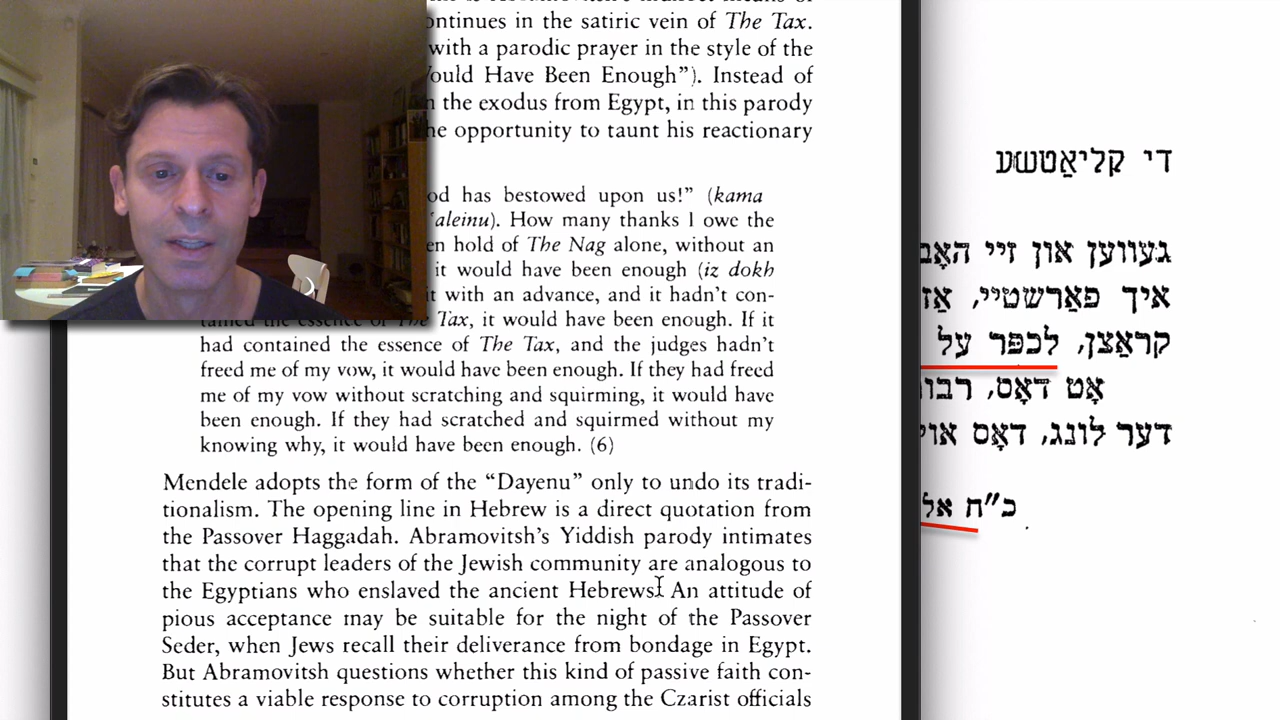 ontinues in the satiric vein of The Tax.
with a parodic prayer in the style of the
ould Have Been Enough”). Instead of
the exodus from Egypt, in this parody
he opportunity to taunt his reactionary
od has bestowed upon us!” (kama
ʿaleinu). How many thanks I owe the
en hold of The Nag alone, without an
it would have been enough (iz dokh
it with an advance, and it hadn’t con-
tained the essence of The Tax, it would have been enough. If it
had contained the essence of The Tax, and the judges hadn’t
freed me of my vow, it would have been enough. If they had freed
me of my vow without scratching and squirming, it would have
been enough. If they had scratched and squirmed without my
knowing why, it would have been enough. (6)
Mendele adopts the form of the “Dayenu” only to undo its tradi-
tionalism. The opening line in Hebrew is a direct quotation from
the Passover Haggadah. Abramovitsh’s Yiddish parody intimates
that the corrupt leaders of the Jewish community are analogous to
the Egyptians who enslaved the ancient Hebrews. An attitude of
pious acceptance may be suitable for the night of the Passover
Seder, when Jews recall their deliverance from bondage in Egypt.
But Abramovitsh questions whether this kind of passive faith con-
stitutes a viable response to corruption among the Czarist officials
די קליאַטשע
געווען און זיי האָב
איך פאַרשטיי, אַז
קראַצן, לכפּר על
אָט דאָס, רבו
דער לונג, דאָס אוי
כ״ח אל